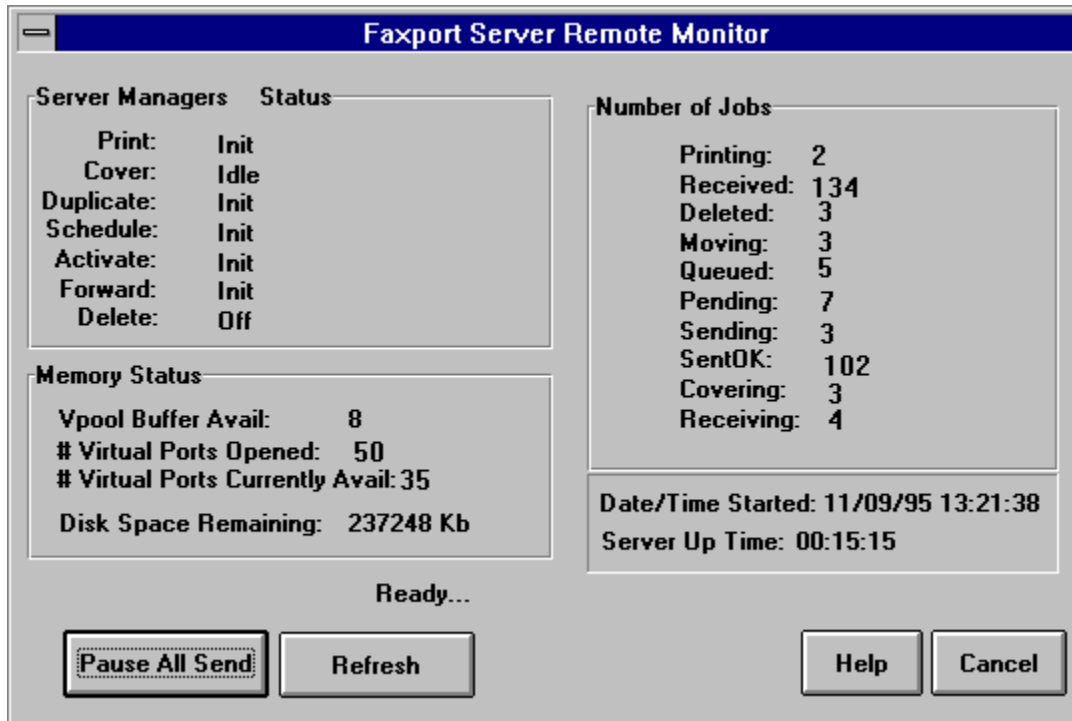 Faxport Server Remote Monitor
Server Managers Status
Print: Init
Cover: Idle
Duplicate: Init
Schedule: Init
Activate: Init
Forward: Init
Delete: Off
Memory Status
Vpool Buffer Avail: 8
# Virtual Ports Opened: 50
# Virtual Ports Currently Avail: 35
Disk Space Remaining: 237248 Kb
Number of Jobs
Printing: 2
Received: 134
Deleted: 3
Moving: 3
Queued: 5
Pending: 7
Sending: 3
SentOK: 102
Covering: 3
Receiving: 4
Date/Time Started: 11/09/95 13:21:38
Server Up Time: 00:15:15
Ready...
Pause All Send
Refresh
Help
Cancel